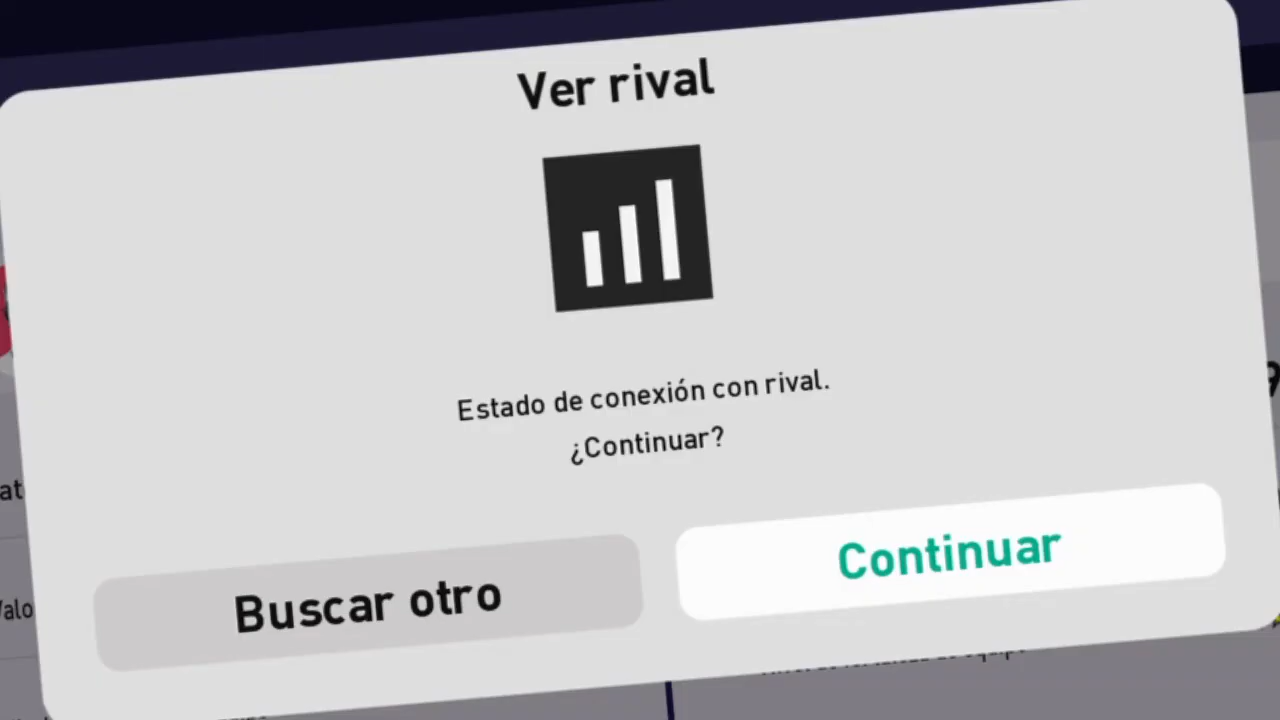 Ver rival
Estado de conexión con rival.
¿Continuar?
Buscar otro
Continuar